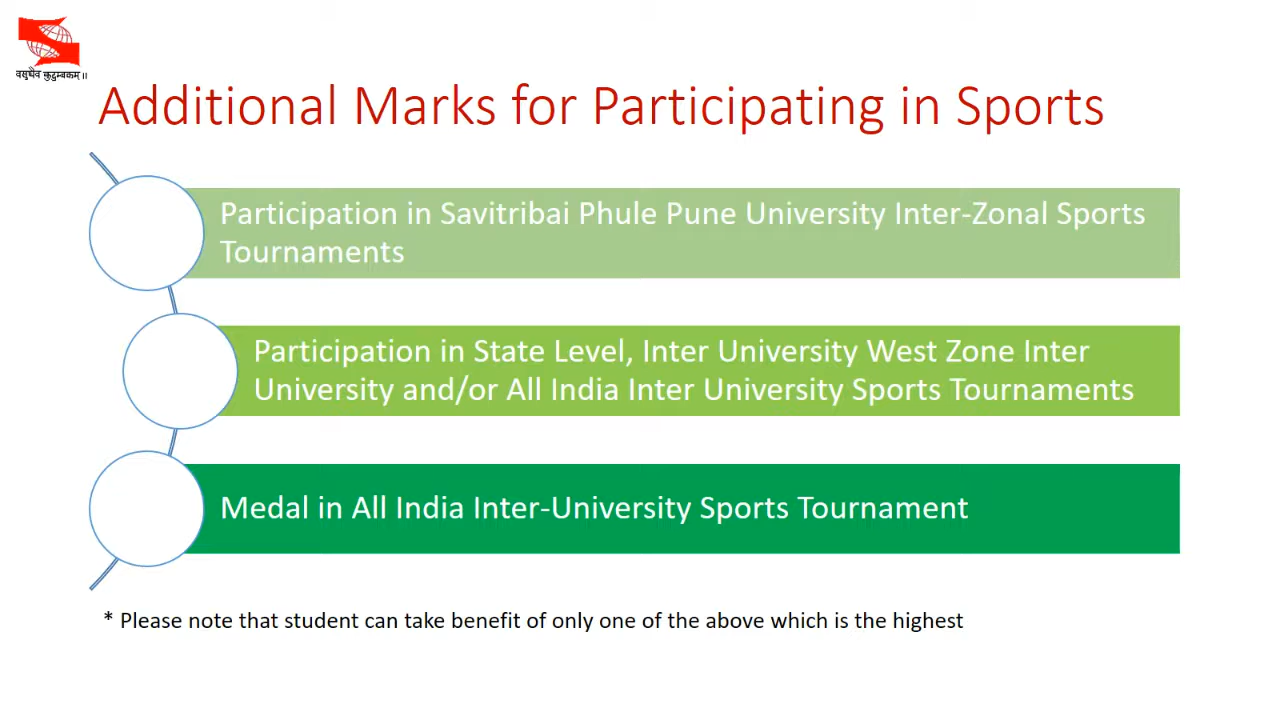 वसुधैव कुटुम्बकम् ॥
Additional Marks for Participating in Sports
Participation in Savitribai Phule Pune University Inter-Zonal Sports
Tournaments
Participation in State Level, Inter University West Zone Inter
University and/or All India Inter University Sports Tournaments
Medal in All India Inter-University Sports Tournament
* Please note that student can take benefit of only one of the above which is the highest